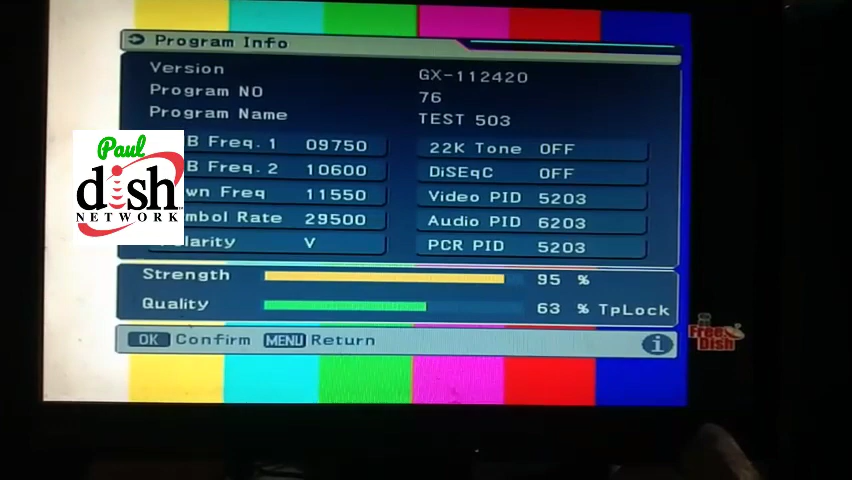 Program Info
Version GX-112420
Program NO 76
Program Name TEST 503
B Freq. 1 09750 22K Tone OFF
B Freq. 2 10600 DiSEqC OFF
wn Freq 11550 Video PID 5203
mbol Rate 29500 Audio PID 6203
larity V PCR PID 5203
Strength 95 %
Quality 63 % TpLock
OK Confirm MENU Return i
Paul
dish
NETWORK
Free
Dish